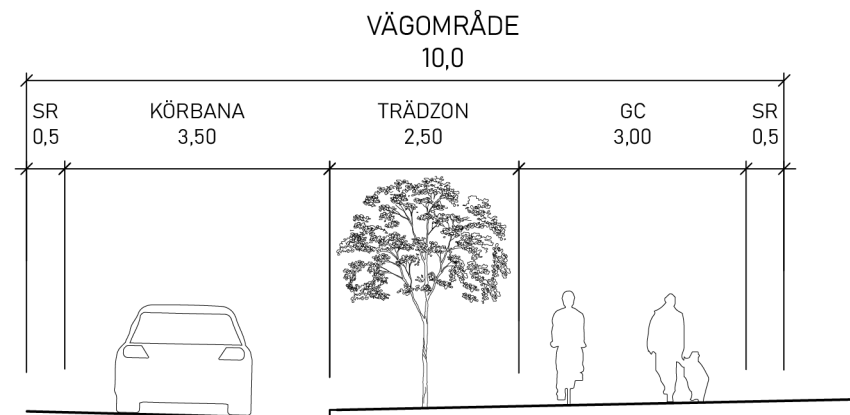 VÄGOMRÅDE
10,0
SR KÖRBANA TRÄDZON GC SR
0,5 3,50 2,50 3,00 0,5